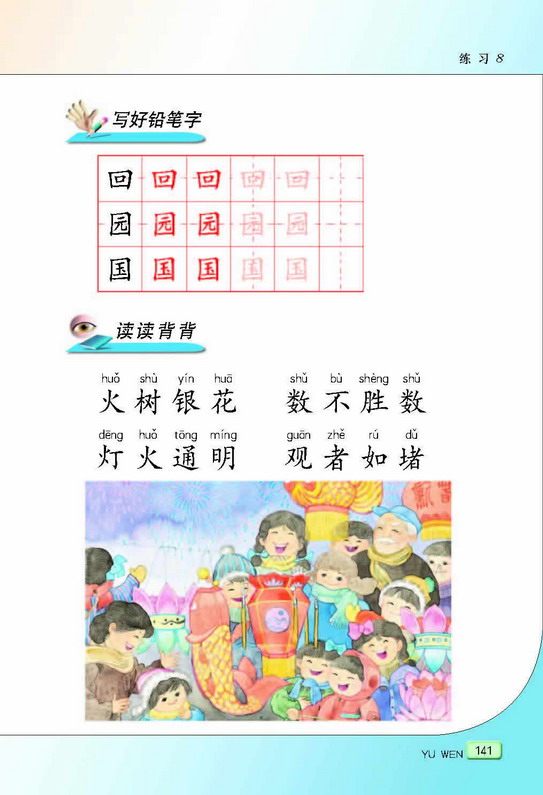 练习8
写好铅笔字
回 回 回 回 回
园 园 园 园 园
国 国 国 国 国
读读背背
huǒ shù yín huā shǔ bù shèng shǔ
火树银花 数不胜数
dēng huǒ tōng míng guān zhě rú dǔ
灯火通明 观者如堵
YU WEN 141